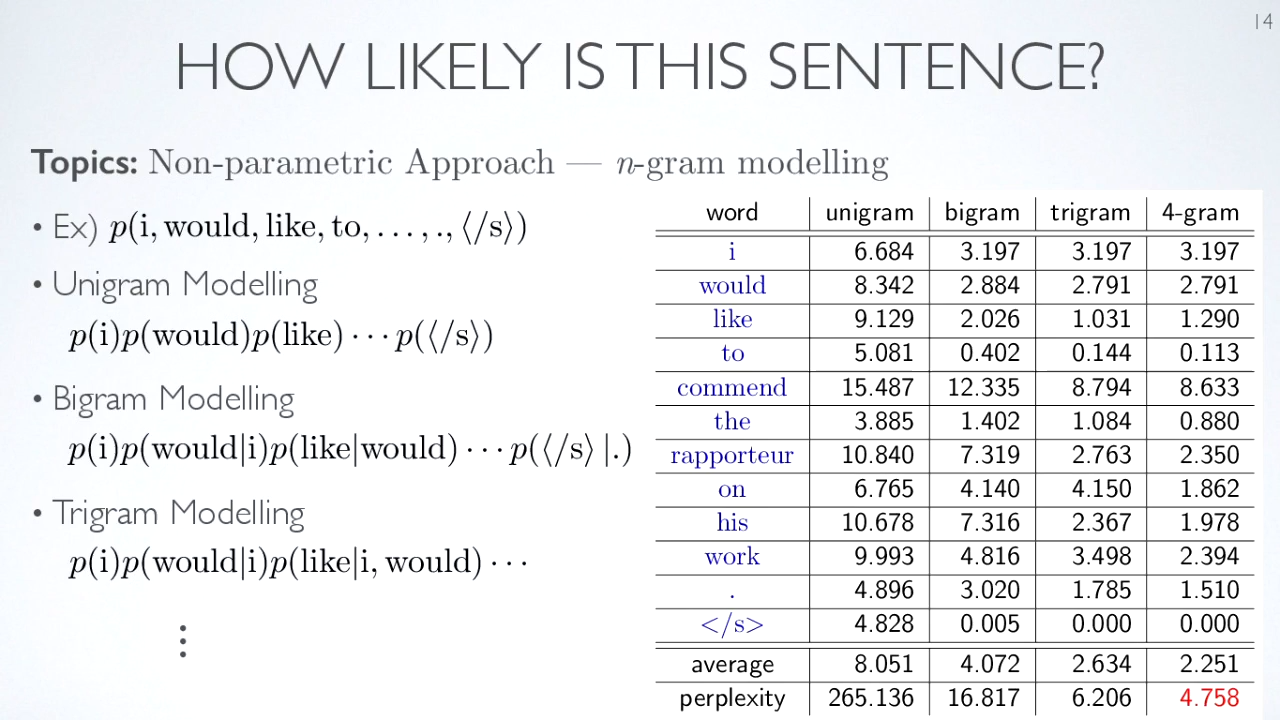 14
HOW LIKELY IS THIS SENTENCE?
Topics: Non-parametric Approach — n-gram modelling
• Ex) p(i, would, like, to, . . . , ., ⟨/s⟩)
• Unigram Modelling
p(i)p(would)p(like) · · · p(⟨/s⟩)
• Bigram Modelling
p(i)p(would|i)p(like|would) · · · p(⟨/s⟩ |.)
• Trigram Modelling
p(i)p(would|i)p(like|i, would) · · ·
⋮
word unigram bigram trigram 4-gram
i 6.684 3.197 3.197 3.197
would 8.342 2.884 2.791 2.791
like 9.129 2.026 1.031 1.290
to 5.081 0.402 0.144 0.113
commend 15.487 12.335 8.794 8.633
the 3.885 1.402 1.084 0.880
rapporteur 10.840 7.319 2.763 2.350
on 6.765 4.140 4.150 1.862
his 10.678 7.316 2.367 1.978
work 9.993 4.816 3.498 2.394
. 4.896 3.020 1.785 1.510
</s> 4.828 0.005 0.000 0.000
average 8.051 4.072 2.634 2.251
perplexity 265.136 16.817 6.206 4.758